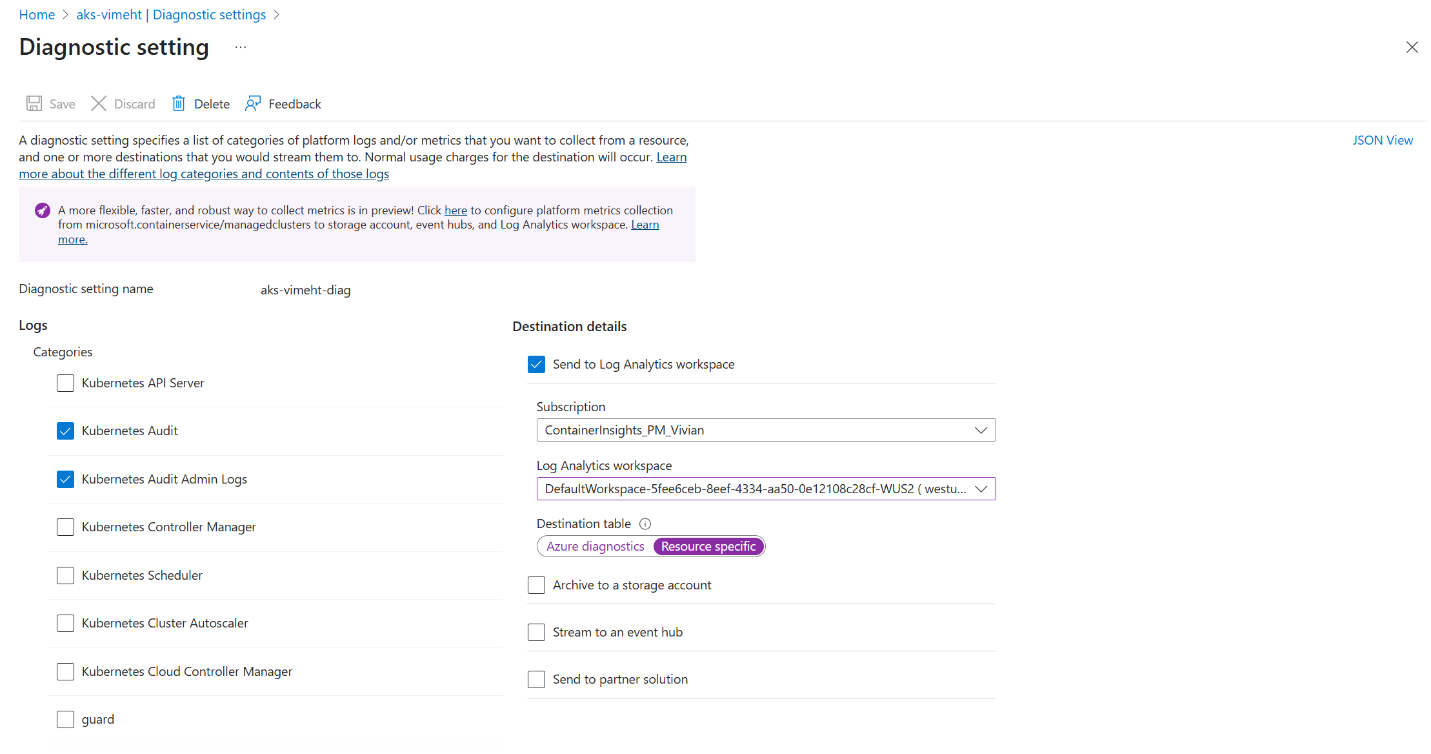 Home > aks-vimeht | Diagnostic settings >
Diagnostic setting ...
Save Discard Delete Feedback
A diagnostic setting specifies a list of categories of platform logs and/or metrics that you want to collect from a resource,
and one or more destinations that you would stream them to. Normal usage charges for the destination will occur. Learn
more about the different log categories and contents of those logs
JSON View
A more flexible, faster, and robust way to collect metrics is in preview! Click here to configure platform metrics collection
from microsoft.containerservice/managedclusters to storage account, event hubs, and Log Analytics workspace. Learn
more.
Diagnostic setting name aks-vimeht-diag
Logs
Categories
Kubernetes API Server
Kubernetes Audit
Kubernetes Audit Admin Logs
Kubernetes Controller Manager
Kubernetes Scheduler
Kubernetes Cluster Autoscaler
Kubernetes Cloud Controller Manager
guard
Destination details
Send to Log Analytics workspace
Subscription
ContainerInsights_PM_Vivian
Log Analytics workspace
DefaultWorkspace-5fee6ceb-8eef-4334-aa50-0e12108c28cf-WUS2 ( westu...
Destination table
Azure diagnostics Resource specific
Archive to a storage account
Stream to an event hub
Send to partner solution